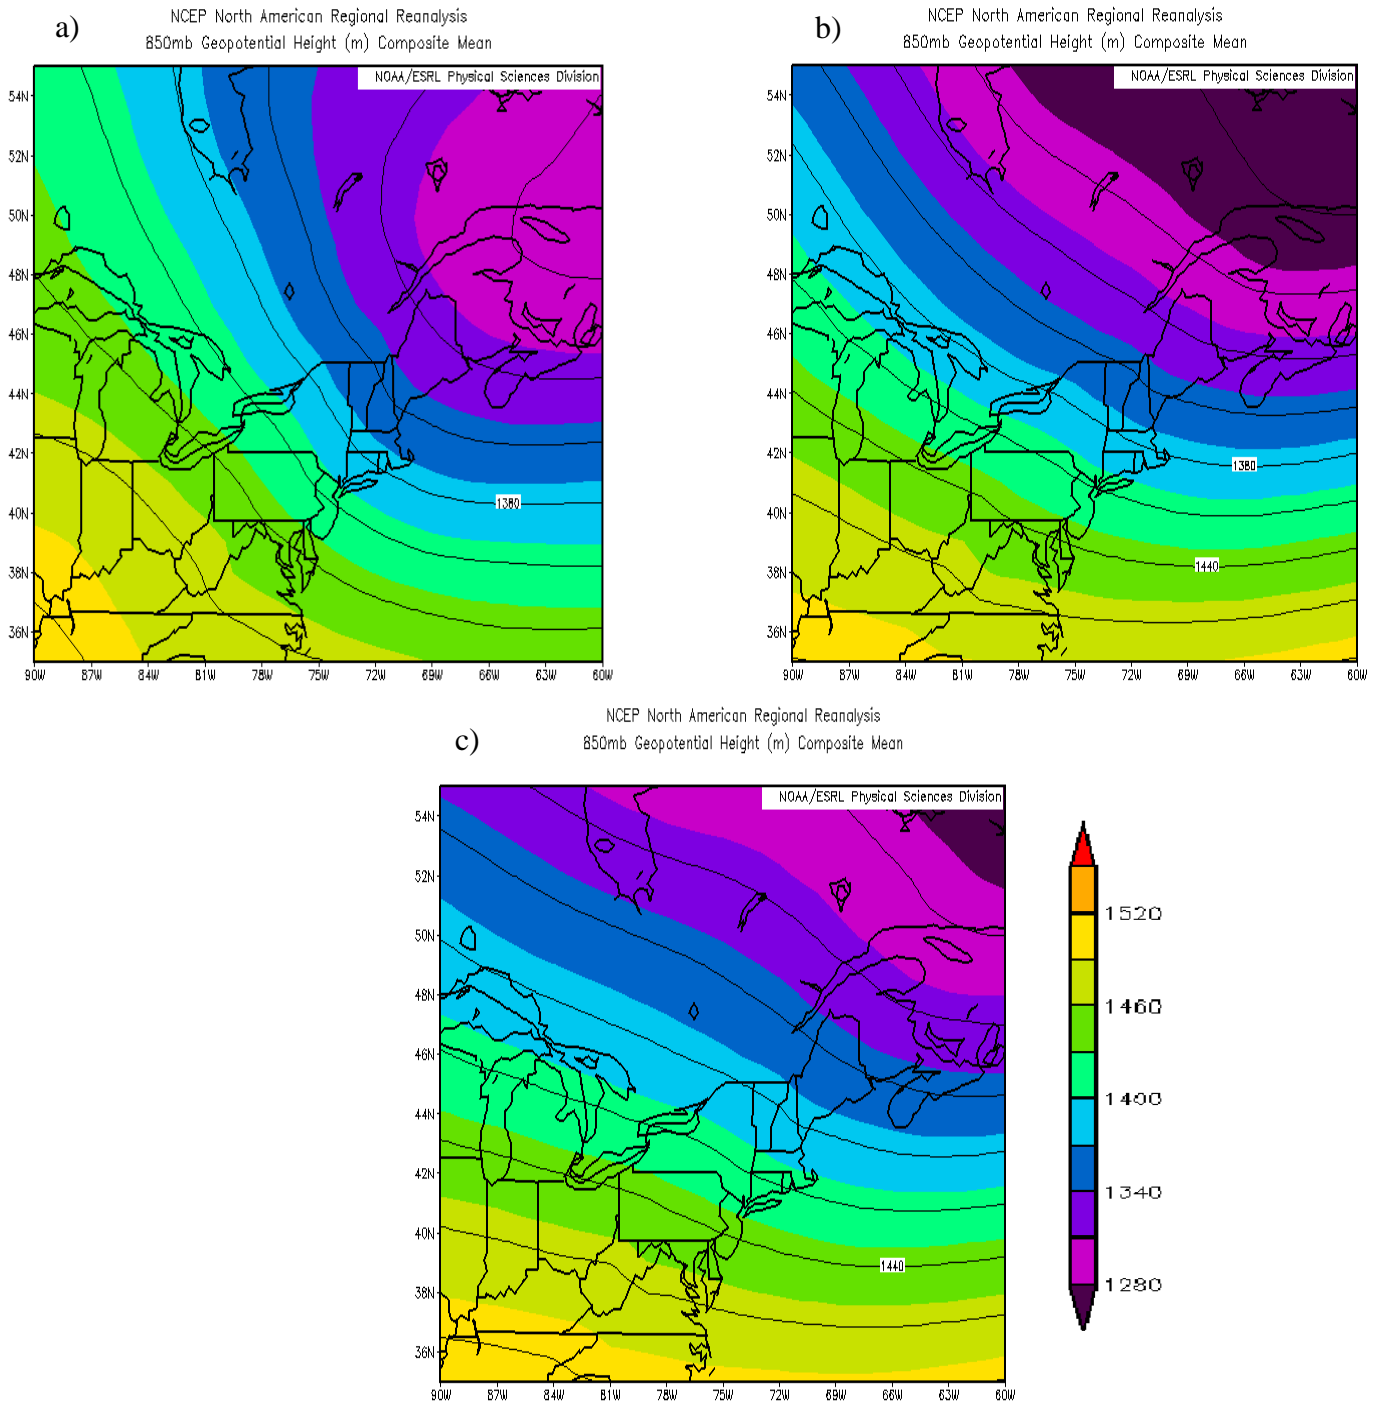 a)
NCEP North American Regional Reanalysis
850mb Geopotential Height (m) Composite Mean
NOAA/ESRL Physical Sciences Division
54N
52N
50N
48N
46N
44N
42N
40N
38N
36N
1380
90W 87W 84W 81W 78W 75W 72W 69W 66W 63W 60W
b)
NCEP North American Regional Reanalysis
850mb Geopotential Height (m) Composite Mean
NOAA/ESRL Physical Sciences Division
54N
52N
50N
48N
46N
44N
42N
40N
38N
36N
1380
1440
90W 87W 84W 81W 78W 75W 72W 69W 66W 63W 60W
c)
NCEP North American Regional Reanalysis
850mb Geopotential Height (m) Composite Mean
NOAA/ESRL Physical Sciences Division
54N
52N
50N
48N
46N
44N
42N
40N
38N
36N
1440
90W 87W 84W 81W 78W 75W 72W 69W 66W 63W 60W
1520
1460
1400
1340
1280